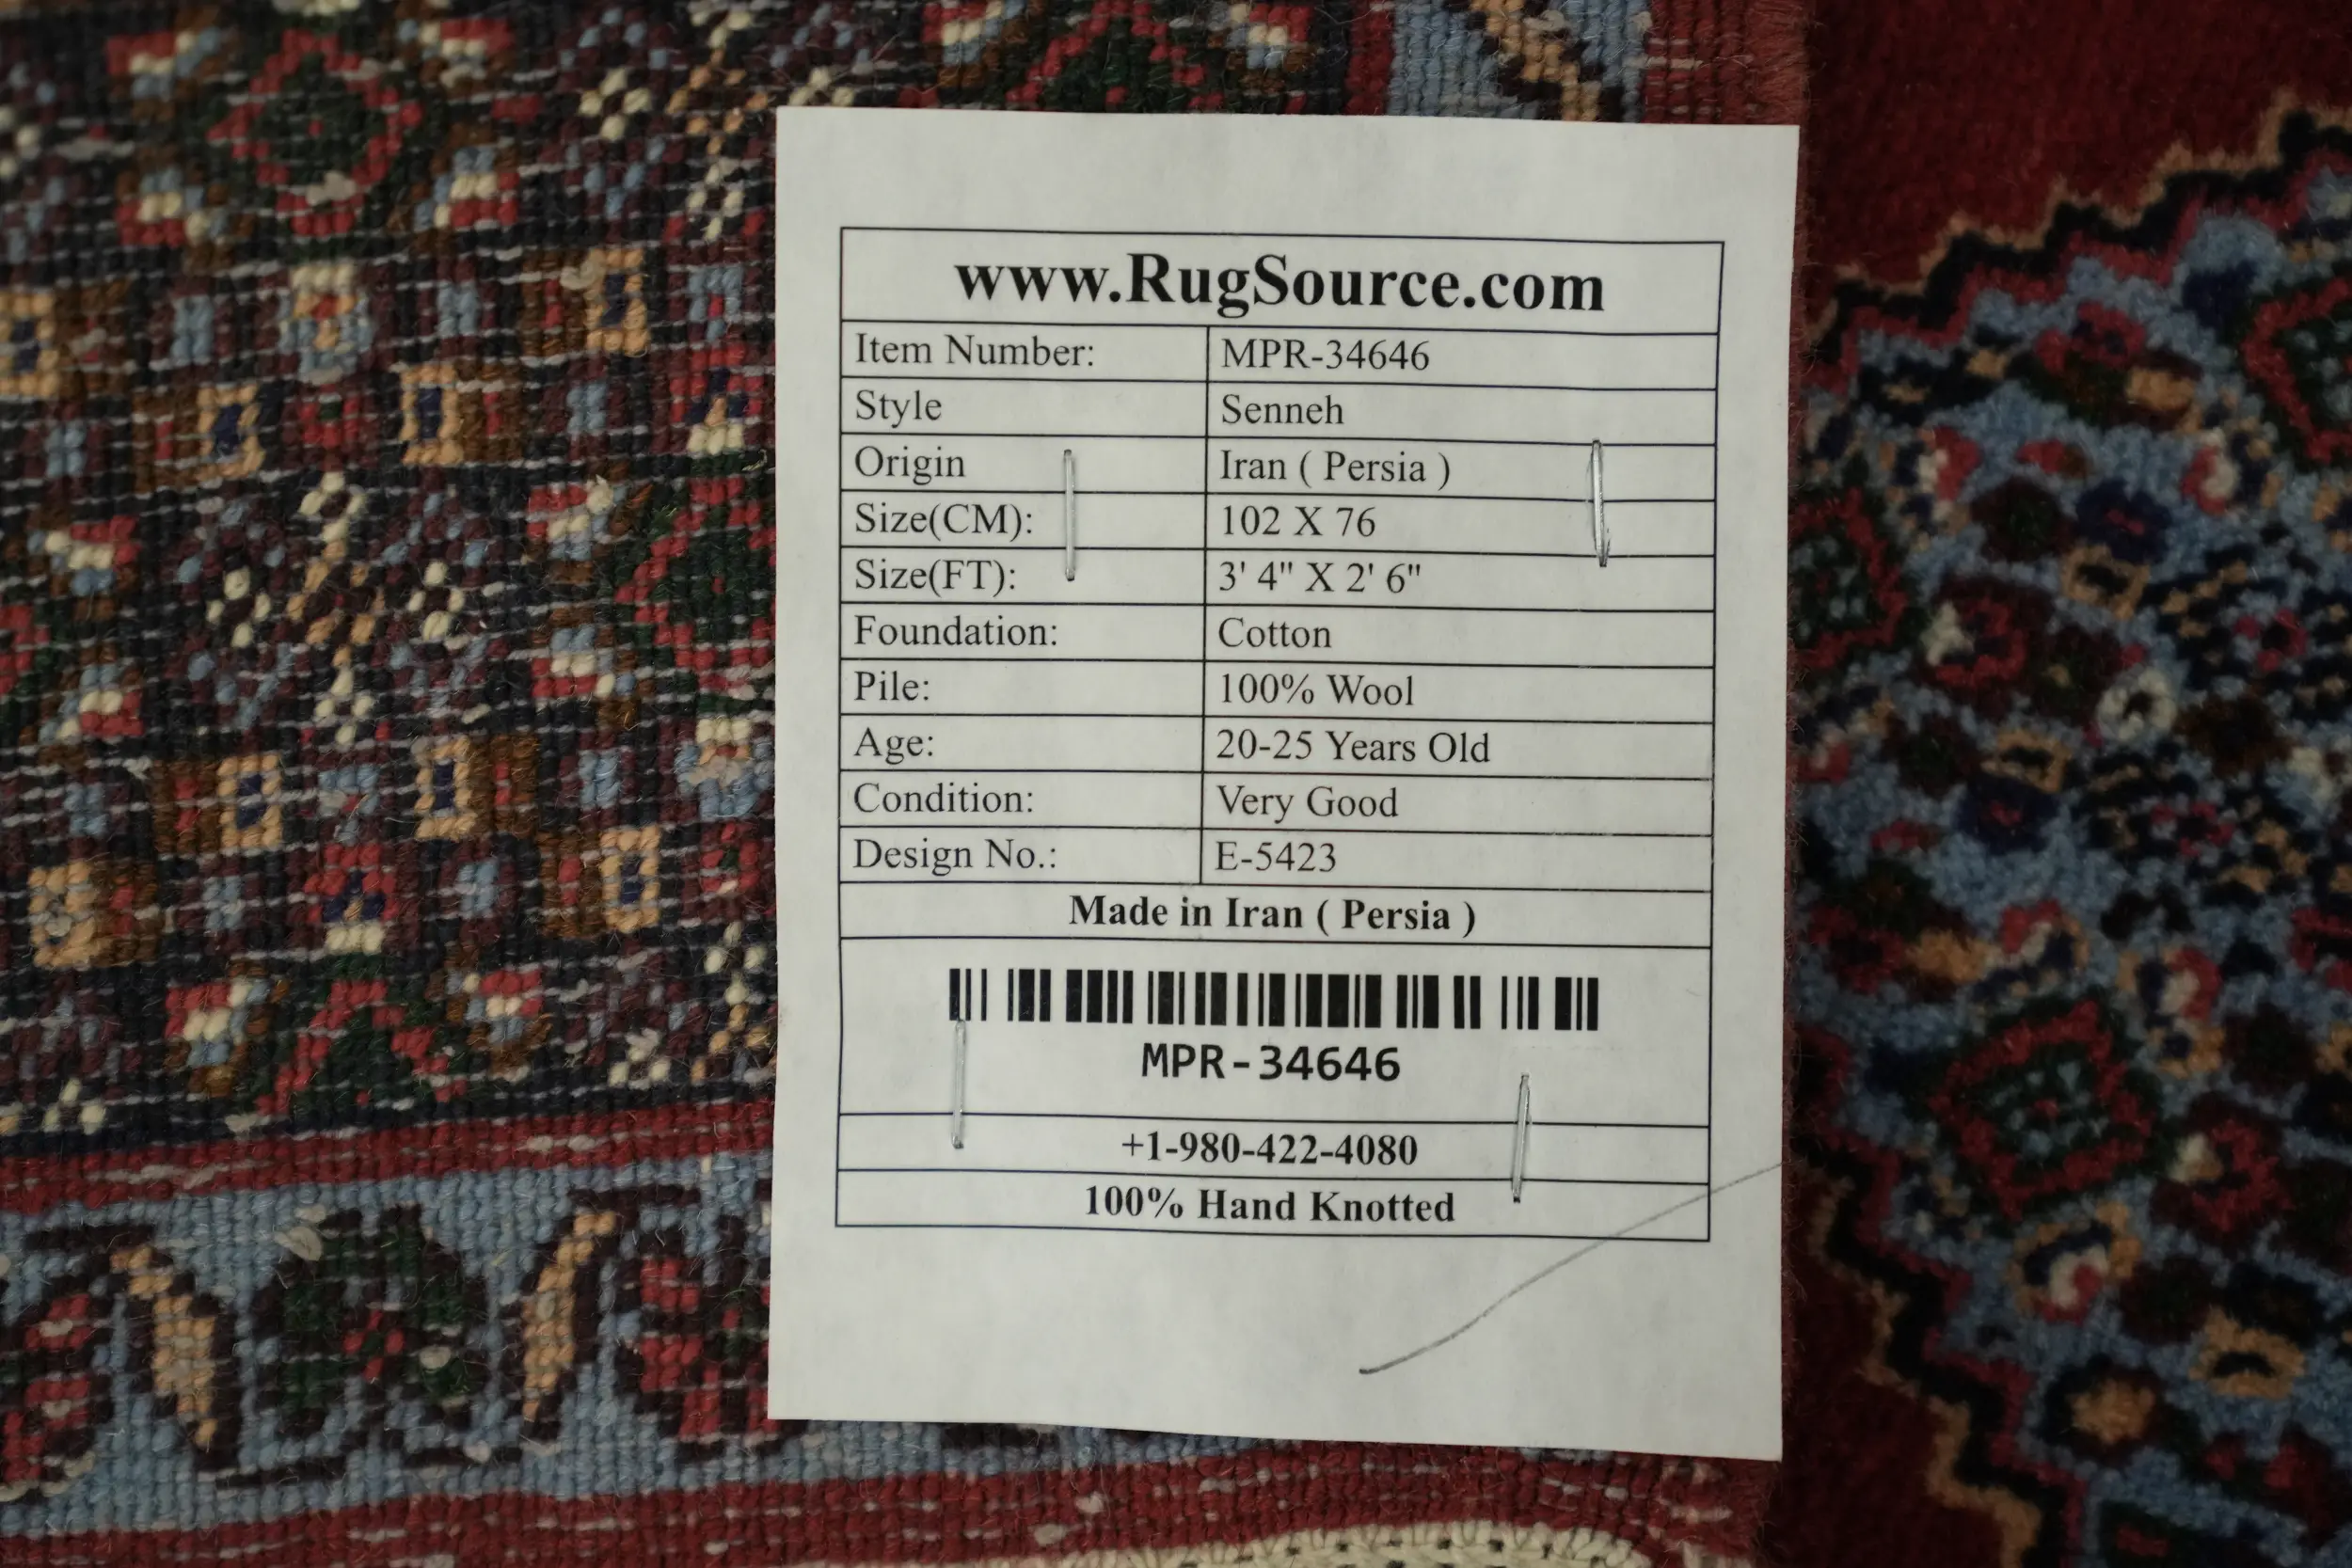 www.RugSource.com
Item Number: MPR-34646
Style Senneh
Origin Iran ( Persia )
Size(CM): 102 X 76
Size(FT): 3' 4" X 2' 6"
Foundation: Cotton
Pile: 100% Wool
Age: 20-25 Years Old
Condition: Very Good
Design No.: E-5423
Made in Iran ( Persia )
MPR-34646
+1-980-422-4080
100% Hand Knotted